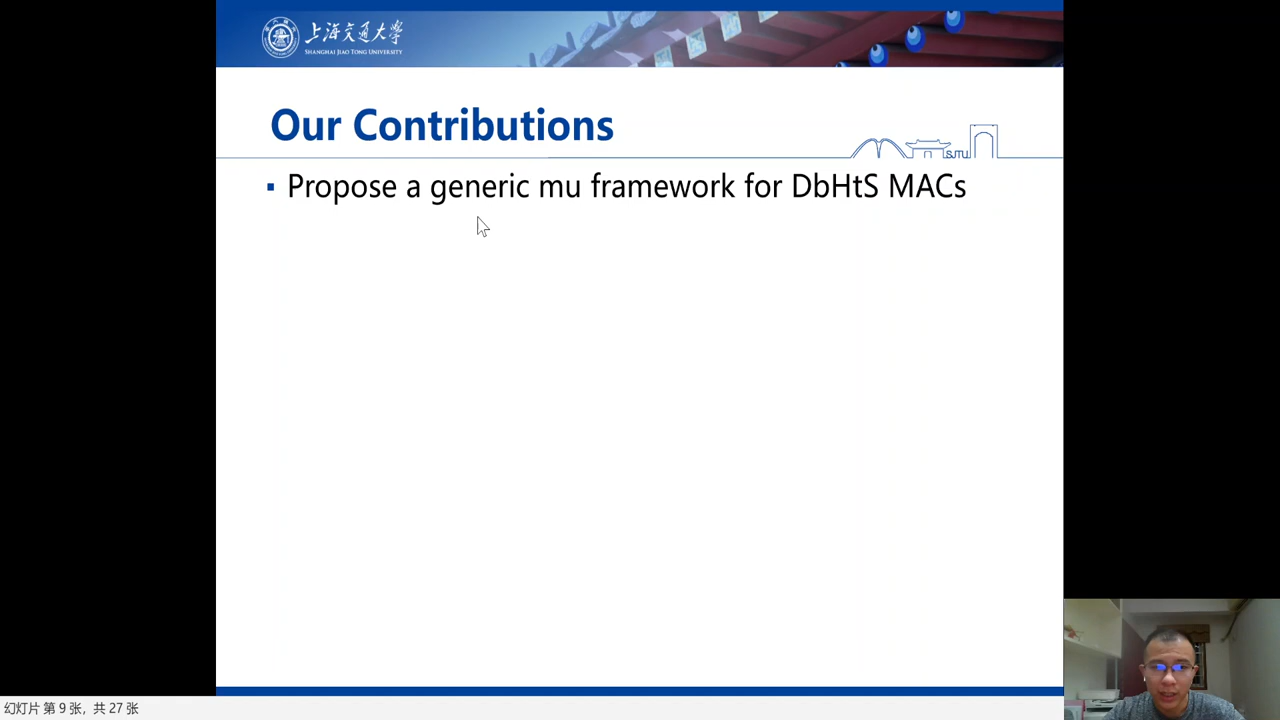 上海交通大学
SHANGHAI JIAO TONG UNIVERSITY
Our Contributions
▪ Propose a generic mu framework for DbHtS MACs
幻灯片 第 9 张，共 27 张